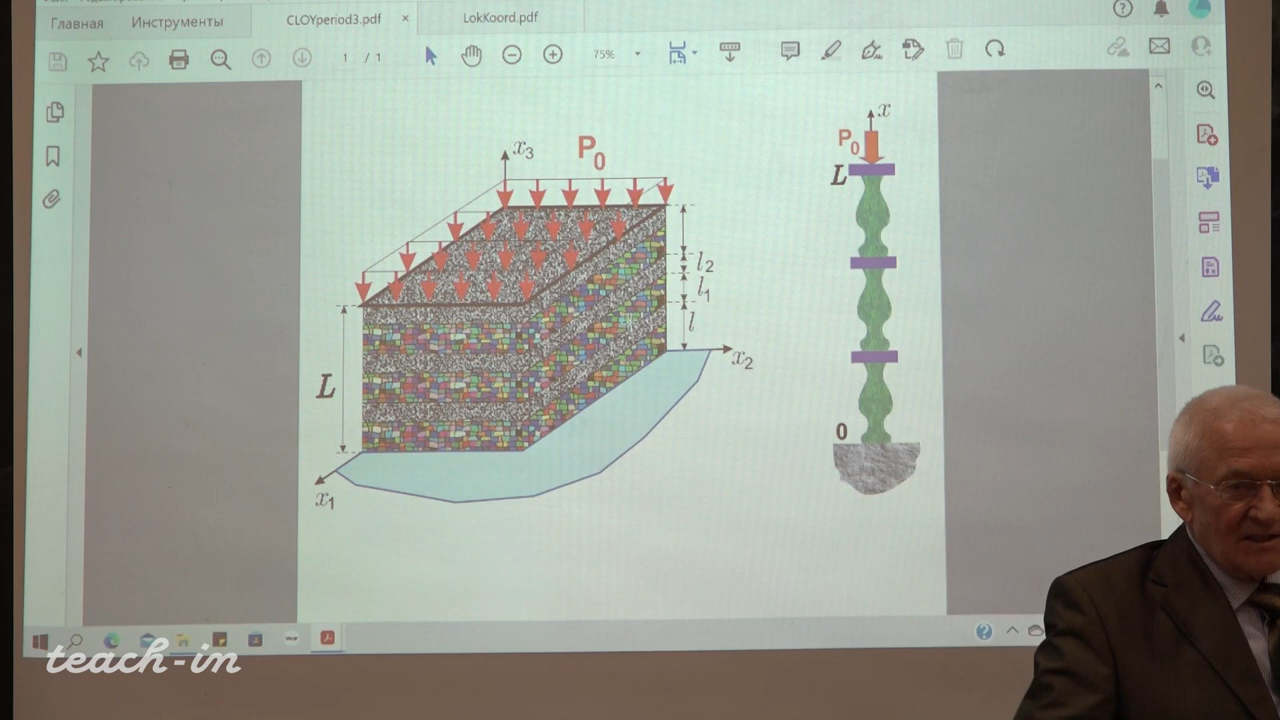 Главная Инструменты CLOYperiod3.pdf × LokKoord.pdf
1 / 1 75%
x₃ P₀
l₂
l₁
l
L
x₂
x₁
x
P₀
L
0
teach-in